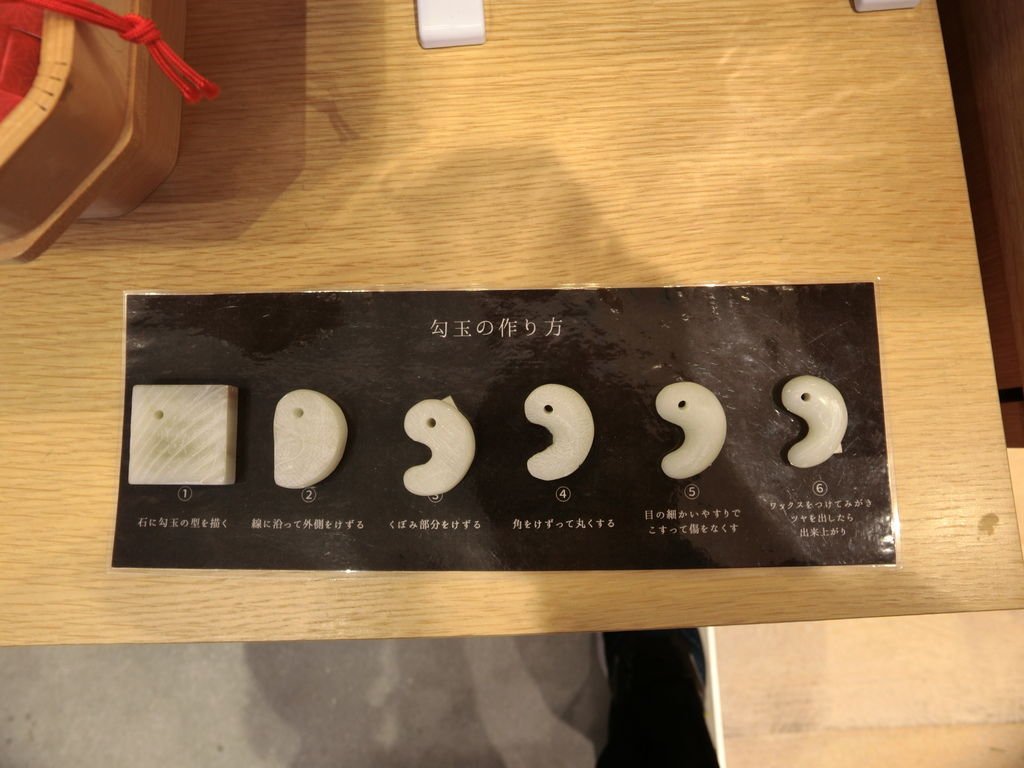 勾玉の作り方
①
石に勾玉の型を描く
②
線に沿って外側をけずる
③
くぼみ部分をけずる
④
角をけずって丸くする
⑤
目の細かいやすりで
こすって傷をなくす
⑥
ワックスをつけてみがき
ツヤを出したら
出来上がり